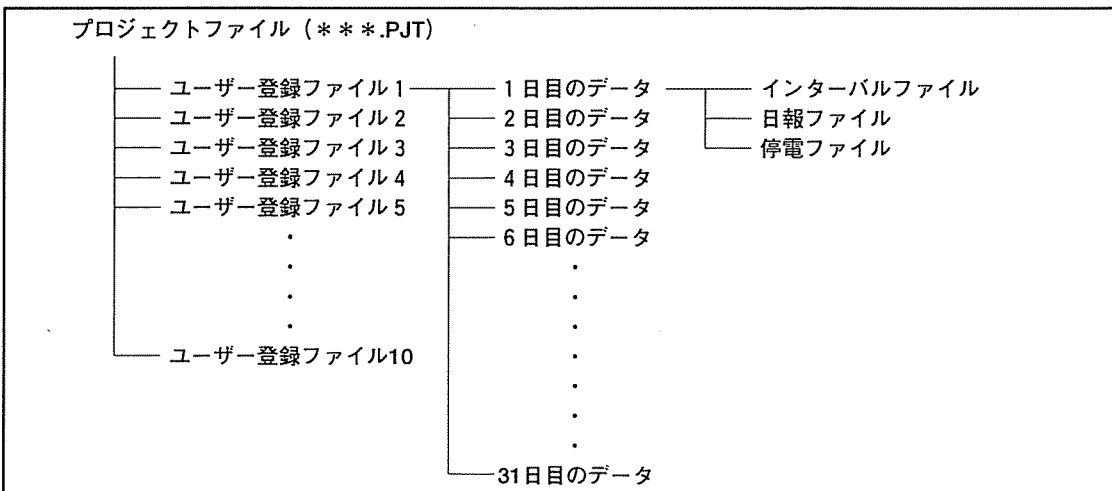 プロジェクトファイル (***.PJT)
ユーザー登録ファイル1 1日目のデータ インターバルファイル
ユーザー登録ファイル2 2日目のデータ 日報ファイル
ユーザー登録ファイル3 3日目のデータ 停電ファイル
ユーザー登録ファイル4 4日目のデータ
ユーザー登録ファイル5 5日目のデータ
6日目のデータ
ユーザー登録ファイル10
31日目のデータ